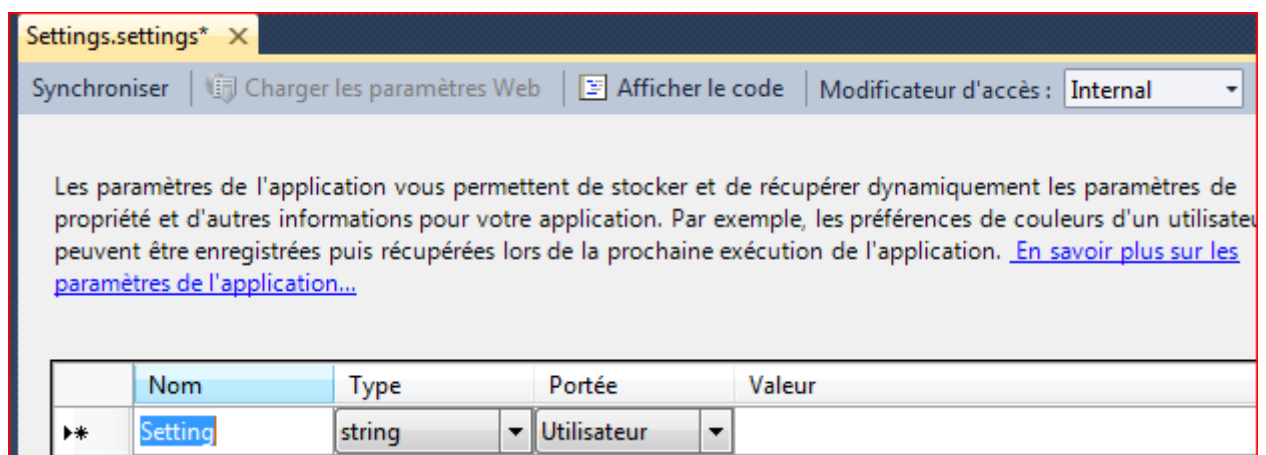 Settings.settings*
Synchroniser Charger les paramètres Web Afficher le code Modificateur d'accès : Internal
Les paramètres de l'application vous permettent de stocker et de récupérer dynamiquement les paramètres de
propriété et d'autres informations pour votre application. Par exemple, les préférences de couleurs d'un utilisateu
peuvent être enregistrées puis récupérées lors de la prochaine exécution de l'application. En savoir plus sur les
paramètres de l'application...
Nom Type Portée Valeur
Setting string Utilisateur